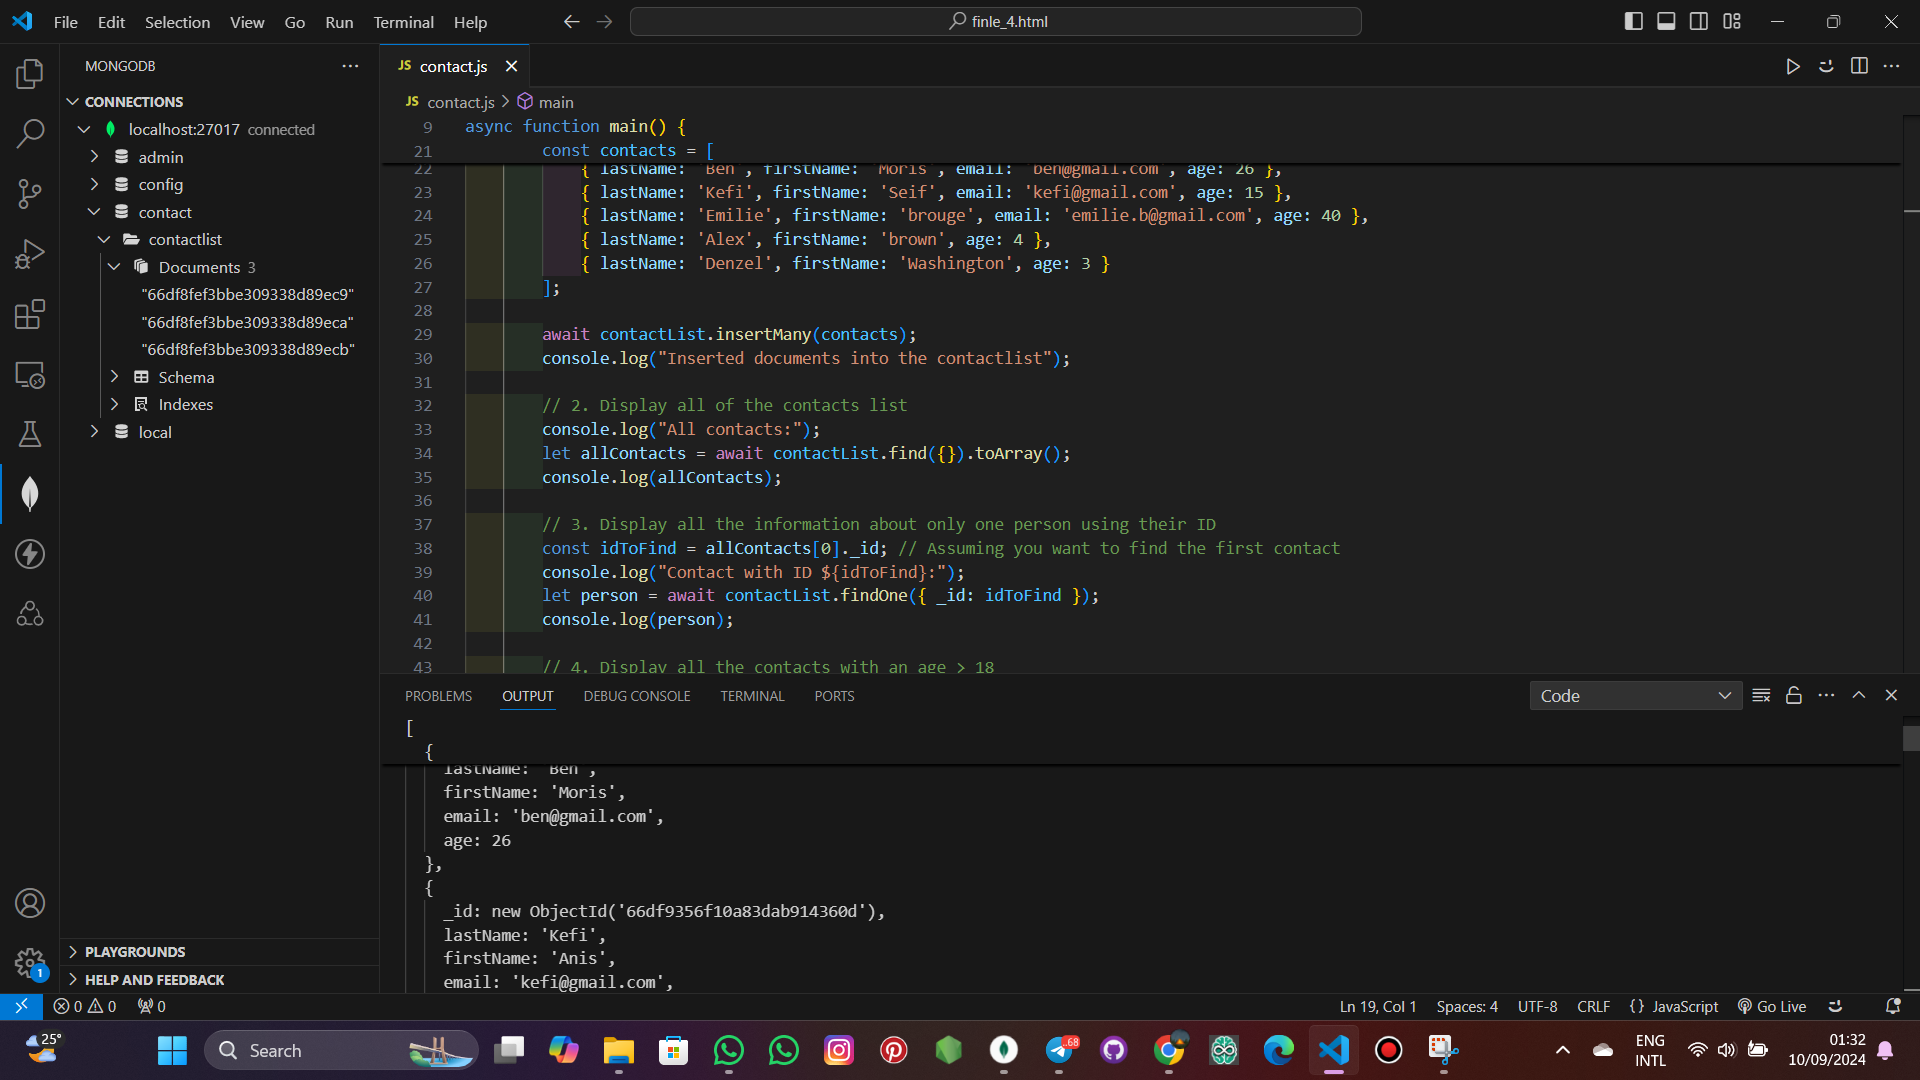 File Edit Selection View Go Run Terminal Help
finle_4.html
MONGODB
CONNECTIONS
localhost:27017 connected
admin
config
contact
contactlist
Documents 3
"66df8fef3bbe309338d89ec9"
"66df8fef3bbe309338d89eca"
"66df8fef3bbe309338d89ecb"
Schema
Indexes
local
PLAYGROUNDS
HELP AND FEEDBACK
JS contact.js
JS contact.js > main
9 async function main() {
21 const contacts = [
22 { lastName: 'Ben', firstName: 'Moris', email: 'ben@gmail.com', age: 26 },
23 { lastName: 'Kefi', firstName: 'Seif', email: 'kefi@gmail.com', age: 15 },
24 { lastName: 'Emilie', firstName: 'brouge', email: 'emilie.b@gmail.com', age: 40 },
25 { lastName: 'Alex', firstName: 'brown', age: 4 },
26 { lastName: 'Denzel', firstName: 'Washington', age: 3 }
27 ];
28
29 await contactList.insertMany(contacts);
30 console.log("Inserted documents into the contactlist");
31
32 // 2. Display all of the contacts list
33 console.log("All contacts:");
34 let allContacts = await contactList.find({}).toArray();
35 console.log(allContacts);
36
37 // 3. Display all the information about only one person using their ID
38 const idToFind = allContacts[0]._id; // Assuming you want to find the first contact
39 console.log("Contact with ID ${idToFind}:");
40 let person = await contactList.findOne({ _id: idToFind });
41 console.log(person);
42
43 // 4. Display all the contacts with an age > 18
PROBLEMS OUTPUT DEBUG CONSOLE TERMINAL PORTS
Code
[
{
lastName: 'Ben',
firstName: 'Moris',
email: 'ben@gmail.com',
age: 26
},
{
_id: new ObjectId('66df9356f10a83dab914360d'),
lastName: 'Kefi',
firstName: 'Anis',
email: 'kefi@gmail.com',
1
0 0 0
Ln 19, Col 1 Spaces: 4 UTF-8 CRLF {} JavaScript Go Live
25°
Search
.68
ENG
INTL
01:32
10/09/2024